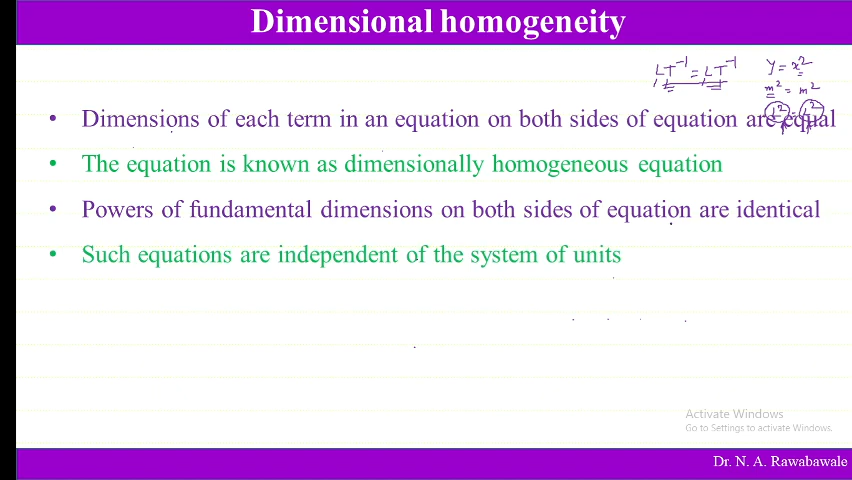 Dimensional homogeneity
LT⁻¹ = LT⁻¹
y = x²
m² = m²
L² = L²
• Dimensions of each term in an equation on both sides of equation are equal
• The equation is known as dimensionally homogeneous equation
• Powers of fundamental dimensions on both sides of equation are identical
• Such equations are independent of the system of units
Activate Windows
Go to Settings to activate Windows.
Dr. N. A. Rawabawale